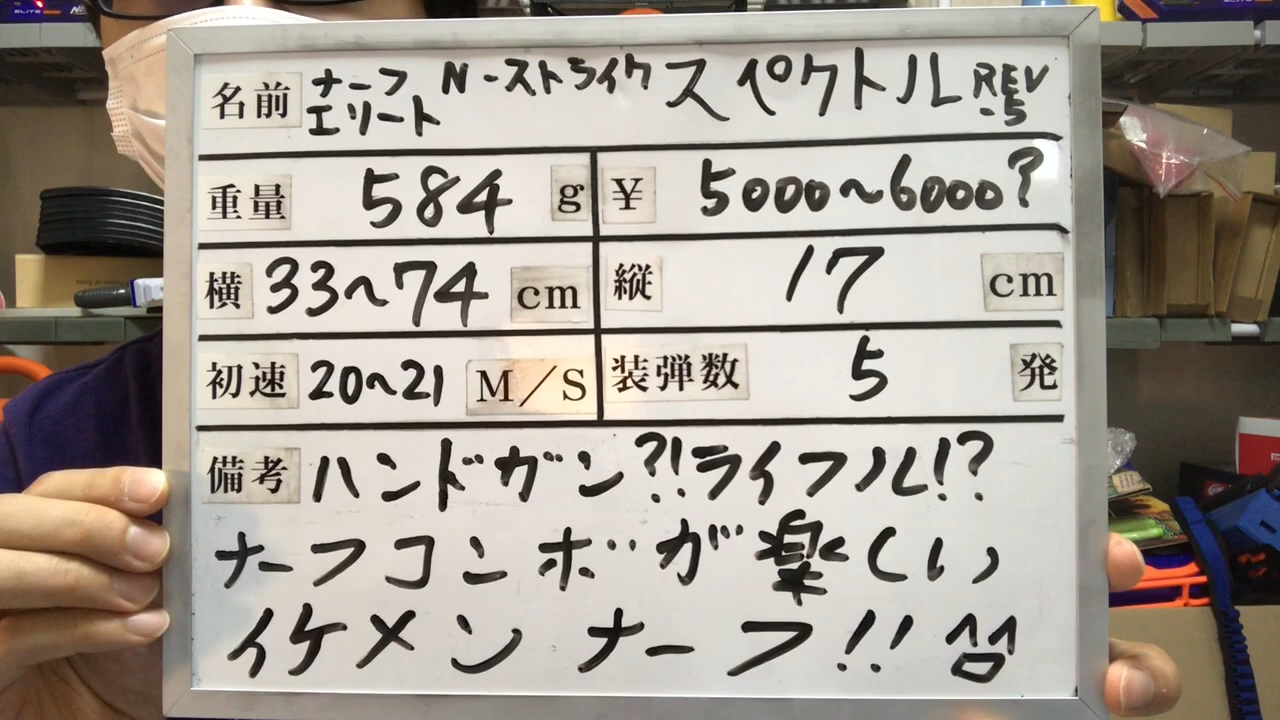 ELITE
名前 ナーフ N-ストライク スペクトル REV
エリート -5
重量 584 g ¥ 5000~6000?
横 33~74 cm 縦 17 cm
初速 20~21 M/S 装弾数 5 発
備考 ハンドガン?!ライフル!?
ナーフコンボが楽しい
イケメンナーフ!!